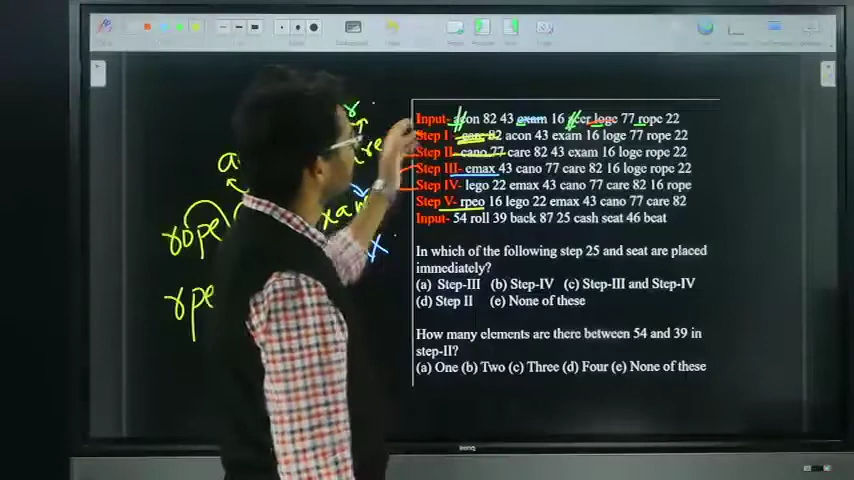 Input- acon 82 43 exam 16 acer loge 77 rope 22
Step I - care 82 acon 43 exam 16 loge 77 rope 22
Step II- cano 77 care 82 43 exam 16 loge rope 22
Step III- emax 43 cano 77 care 82 16 loge rope 22
Step IV- lego 22 emax 43 cano 77 care 82 16 rope
Step V- rpeo 16 lego 22 emax 43 cano 77 care 82
Input- 54 roll 39 back 87 25 cash seat 46 beat
In which of the following step 25 and seat are placed
immediately?
(a) Step-III (b) Step-IV (c) Step-III and Step-IV
(d) Step II (e) None of these
How many elements are there between 54 and 39 in
step-II?
(a) One (b) Two (c) Three (d) Four (e) None of these
rope
rpe
benq